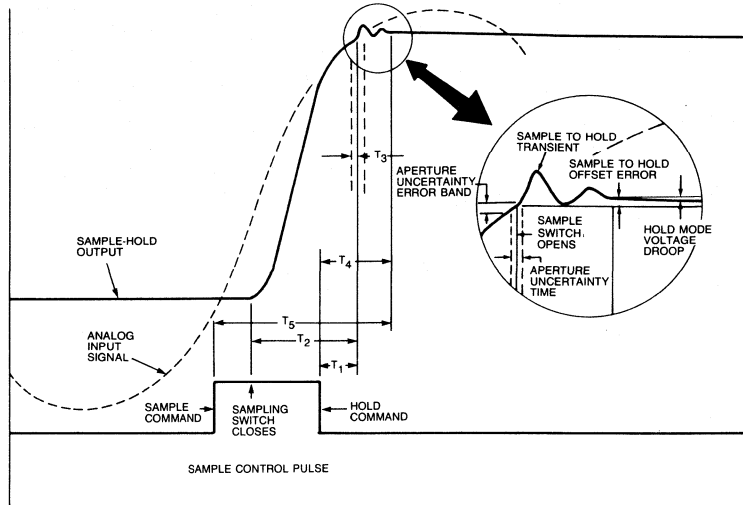 SAMPLE TO HOLD
TRANSIENT
SAMPLE TO HOLD
OFFSET ERROR
T3
APERTURE
UNCERTAINTY
ERROR BAND
SAMPLE
SWITCH
OPENS
HOLD MODE
VOLTAGE
DROOP
APERTURE
UNCERTAINTY
TIME
SAMPLE-HOLD
OUTPUT
T4
T5
T2
T1
ANALOG
INPUT
SIGNAL
SAMPLE
COMMAND
SAMPLING
SWITCH
CLOSES
HOLD
COMMAND
SAMPLE CONTROL PULSE